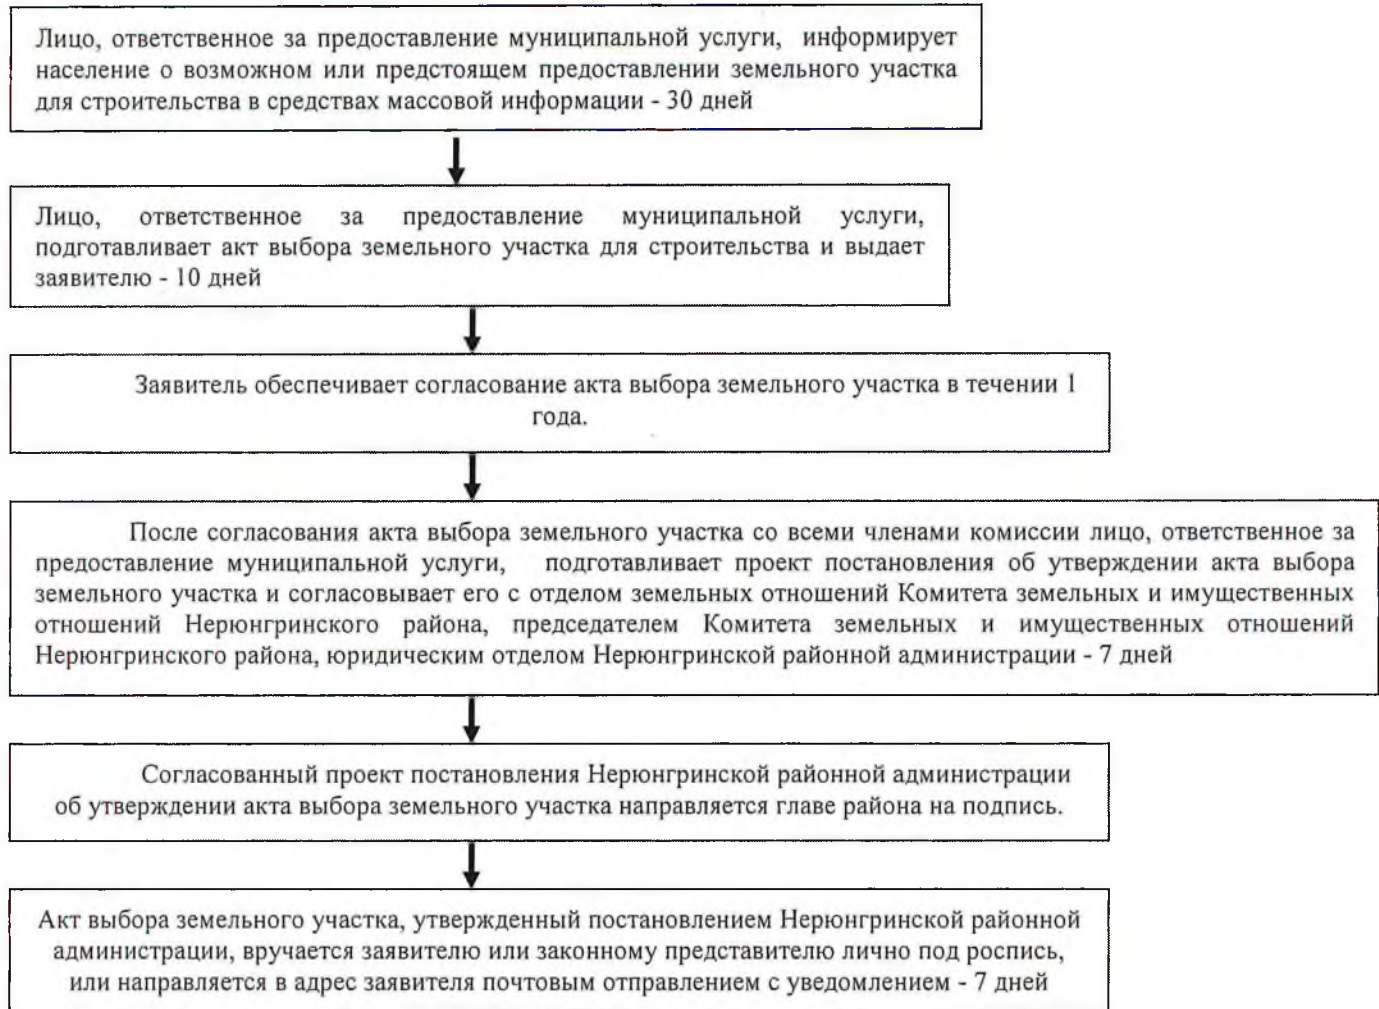 Лицо, ответственное за предоставление муниципальной услуги, информирует
население о возможном или предстоящем предоставлении земельного участка
для строительства в средствах массовой информации - 30 дней
Лицо, ответственное за предоставление муниципальной услуги,
подготавливает акт выбора земельного участка для строительства и выдает
заявителю - 10 дней
Заявитель обеспечивает согласование акта выбора земельного участка в течении 1
года.
После согласования акта выбора земельного участка со всеми членами комиссии лицо, ответственное за
предоставление муниципальной услуги, подготавливает проект постановления об утверждении акта выбора
земельного участка и согласовывает его с отделом земельных отношений Комитета земельных и имущественных
отношений Нерюнгринского района, председателем Комитета земельных и имущественных отношений
Нерюнгринского района, юридическим отделом Нерюнгринской районной администрации - 7 дней
Согласованный проект постановления Нерюнгринской районной администрации
об утверждении акта выбора земельного участка направляется главе района на подпись.
Акт выбора земельного участка, утвержденный постановлением Нерюнгринской районной
администрации, вручается заявителю или законному представителю лично под роспись,
или направляется в адрес заявителя почтовым отправлением с уведомлением - 7 дней